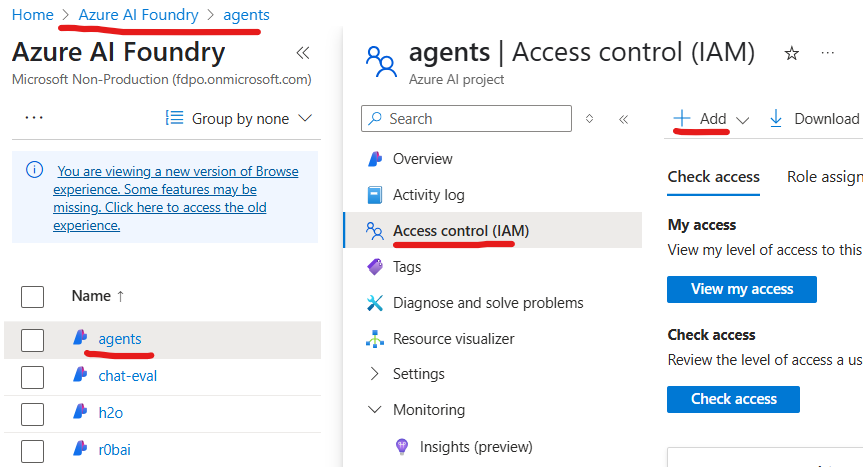 Home > Azure AI Foundry > agents
Azure AI Foundry
Microsoft Non-Production (fdpo.onmicrosoft.com)
Group by none
You are viewing a new version of Browse
experience. Some features may be
missing. Click here to access the old
experience.
Name ↑
agents
chat-eval
h2o
r0bai
agents | Access control (IAM)
Azure AI project
Search
Overview
Activity log
Access control (IAM)
Tags
Diagnose and solve problems
Resource visualizer
Settings
Monitoring
Insights (preview)
Add
Download
Check access
Role assign
My access
View my level of access to this
View my access
Check access
Review the level of access a us
Check access